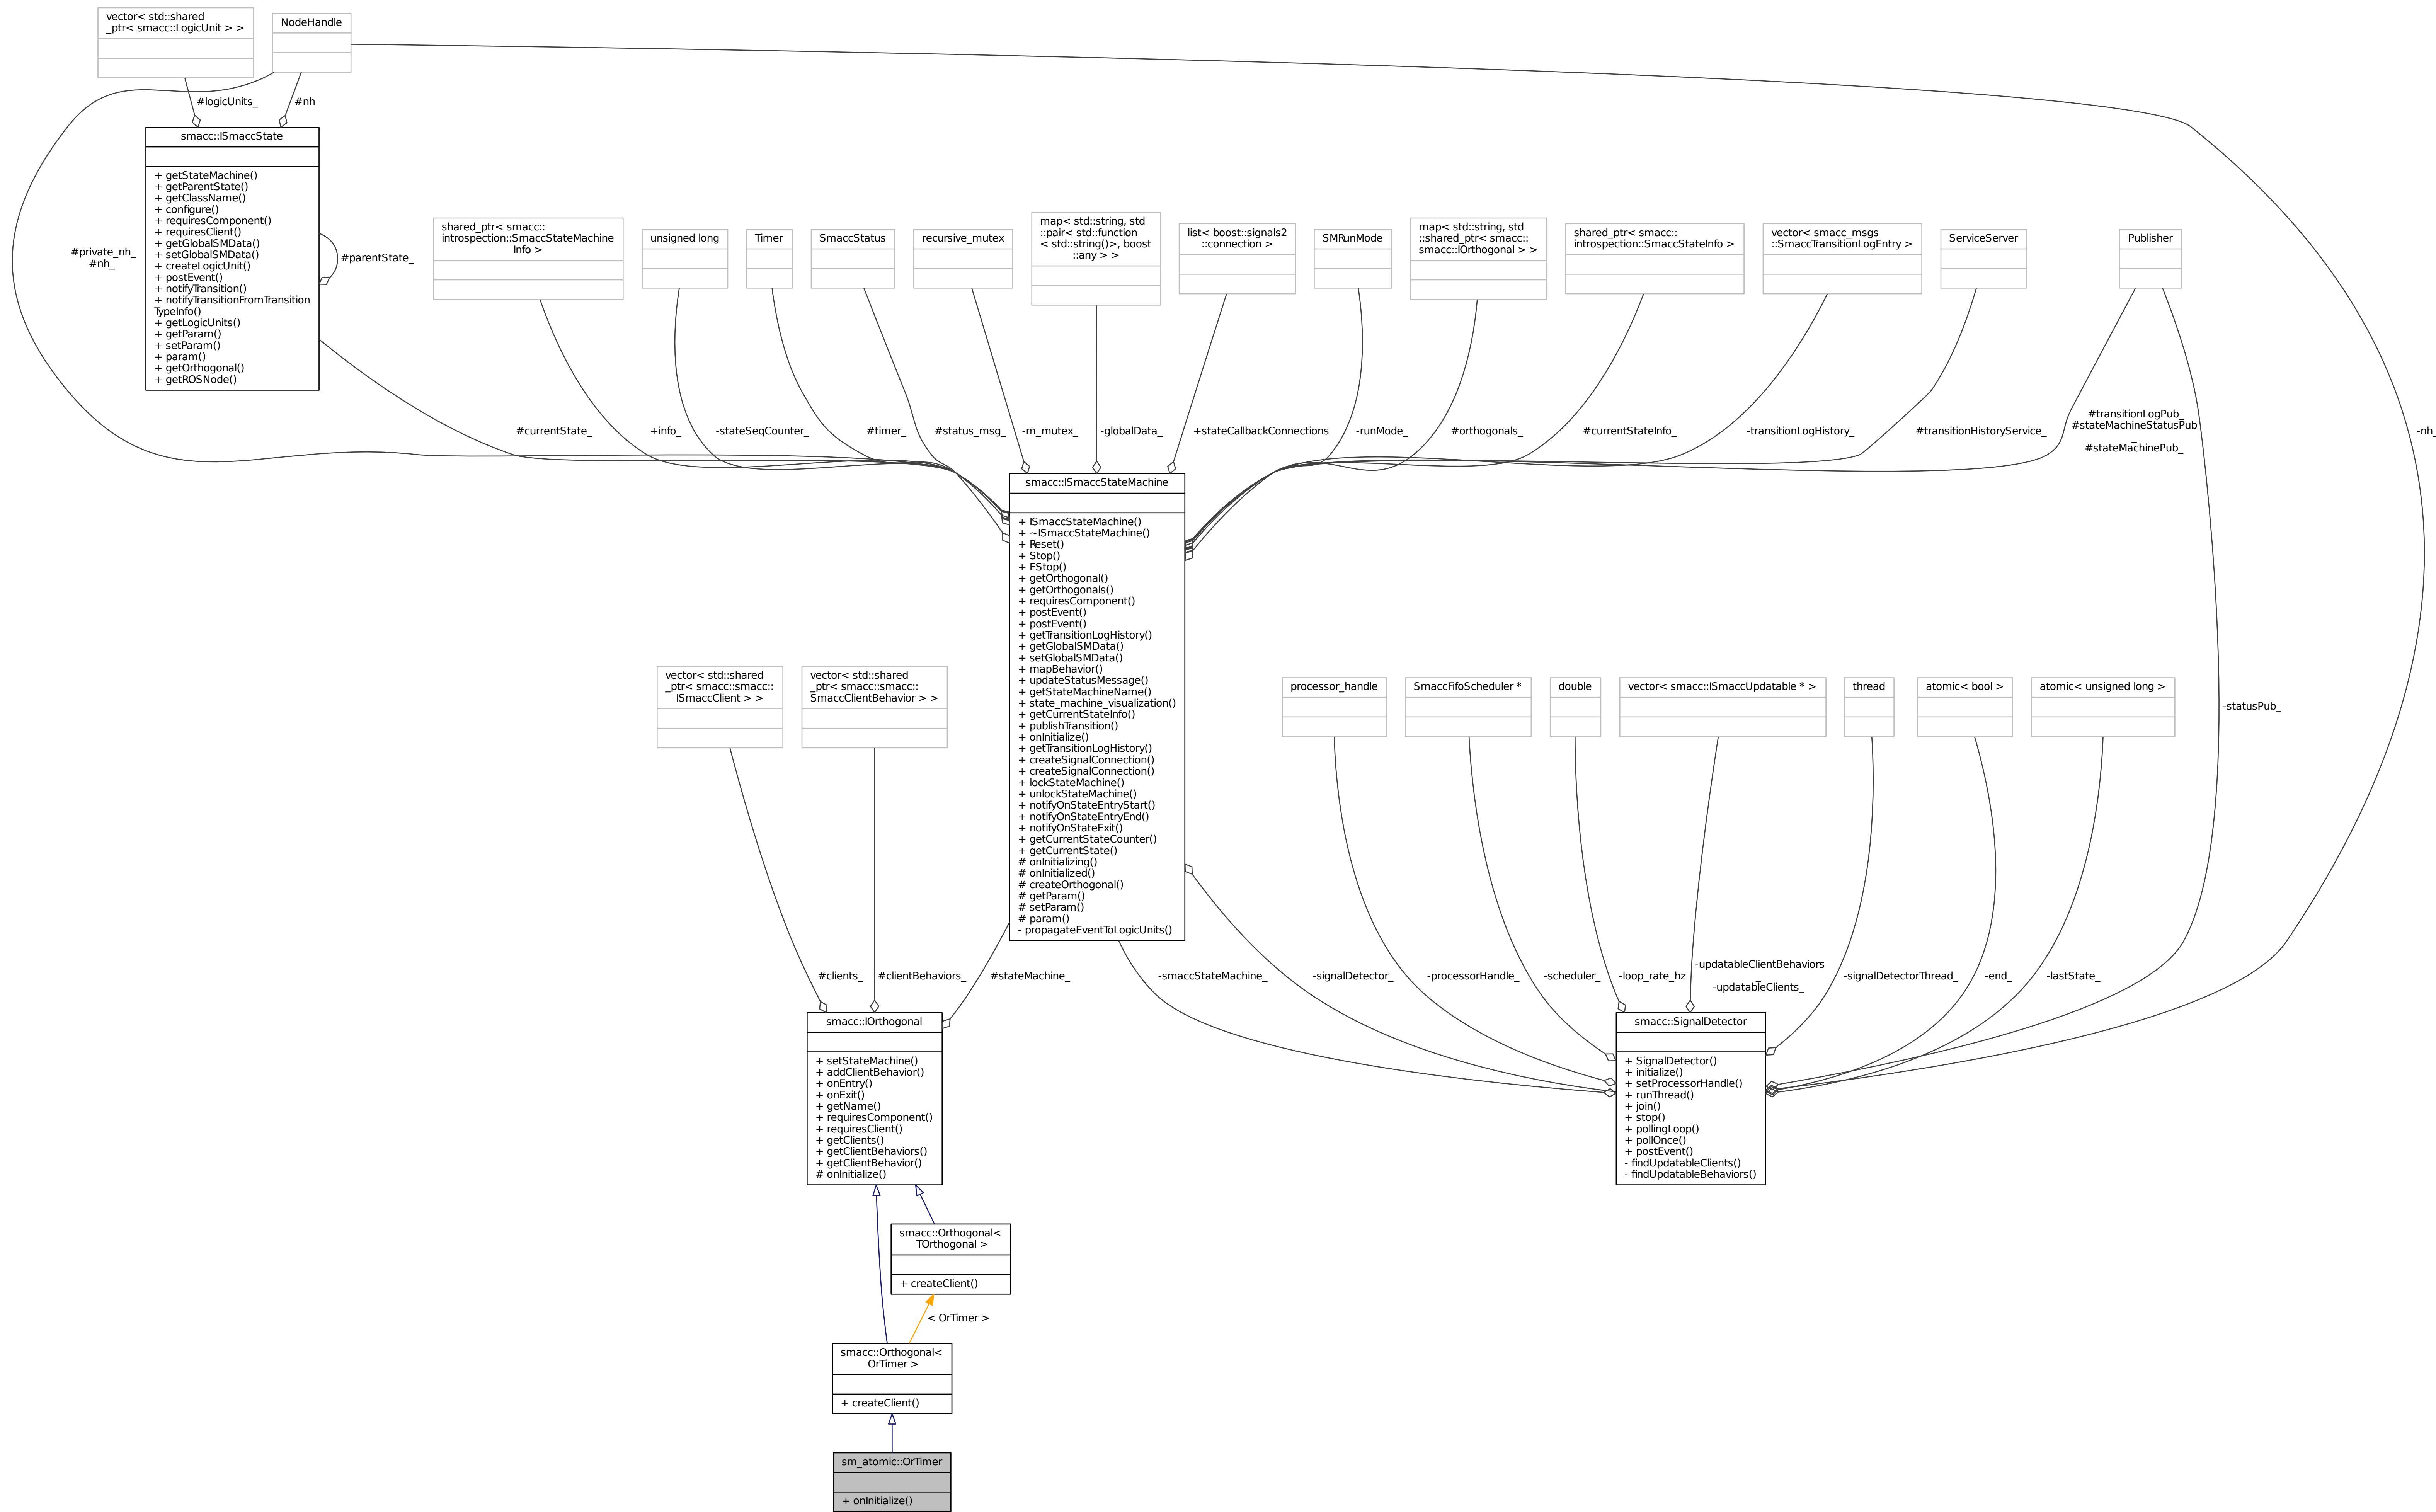 vector< std::shared
_ptr< smacc::LogicUnit > >
NodeHandle
#logicUnits_
#nh
smacc::ISmaccState
+ getStateMachine()
+ getParentState()
+ getClassName()
+ configure()
+ requiresComponent()
+ requiresClient()
+ getGlobalSMData()
+ setGlobalSMData()
+ createLogicUnit()
+ postEvent()
+ notifyTransition()
+ notifyTransitionFromTransition
TypeInfo()
+ getLogicUnits()
+ getParam()
+ setParam()
+ param()
+ getOrthogonal()
+ getROSNode()
#private_nh_
#nh_
#parentState_
shared_ptr< smacc::
introspection::SmaccStateMachine
Info >
unsigned long
Timer
SmaccStatus
recursive_mutex
map< std::string, std
::pair< std::function
< std::string()>, boost
::any > >
list< boost::signals2
::connection >
SMRunMode
map< std::string, std
::shared_ptr< smacc::
smacc::IOrthogonal > >
shared_ptr< smacc::
introspection::SmaccStateInfo >
vector< smacc_msgs
::SmaccTransitionLogEntry >
ServiceServer
Publisher
#currentState_
+info_
-stateSeqCounter_
#timer_
#status_msg_
-m_mutex_
-globalData_
+stateCallbackConnections
-runMode_
#orthogonals_
#currentStateInfo_
-transitionLogHistory_
#transitionHistoryService_
#transitionLogPub_
#stateMachineStatusPub
_
#stateMachinePub_
-nh_
smacc::ISmaccStateMachine
+ ISmaccStateMachine()
+ ~ISmaccStateMachine()
+ Reset()
+ Stop()
+ EStop()
+ getOrthogonal()
+ getOrthogonals()
+ requiresComponent()
+ postEvent()
+ postEvent()
+ getTransitionLogHistory()
+ getGlobalSMData()
+ setGlobalSMData()
+ mapBehavior()
+ updateStatusMessage()
+ getStateMachineName()
+ state_machine_visualization()
+ getCurrentStateInfo()
+ publishTransition()
+ onInitialize()
+ getTransitionLogHistory()
+ createSignalConnection()
+ createSignalConnection()
+ lockStateMachine()
+ unlockStateMachine()
+ notifyOnStateEntryStart()
+ notifyOnStateEntryEnd()
+ notifyOnStateExit()
+ getCurrentStateCounter()
+ getCurrentState()
# onInitializing()
# onInitialized()
# createOrthogonal()
# getParam()
# setParam()
# param()
- propagateEventToLogicUnits()
vector< std::shared
_ptr< smacc::smacc::
ISmaccClient > >
vector< std::shared
_ptr< smacc::smacc::
SmaccClientBehavior > >
processor_handle
SmaccFifoScheduler *
double
vector< smacc::ISmaccUpdatable * >
thread
atomic< bool >
atomic< unsigned long >
-statusPub_
#clients_
#clientBehaviors_
#stateMachine_
-smaccStateMachine_
-signalDetector_
-processorHandle_
-scheduler_
-loop_rate_hz
-updatableClientBehaviors
_
-updatableClients_
-signalDetectorThread_
-end_
-lastState_
smacc::IOrthogonal
+ setStateMachine()
+ addClientBehavior()
+ onEntry()
+ onExit()
+ getName()
+ requiresComponent()
+ requiresClient()
+ getClients()
+ getClientBehaviors()
+ getClientBehavior()
# onInitialize()
smacc::SignalDetector
+ SignalDetector()
+ initialize()
+ setProcessorHandle()
+ runThread()
+ join()
+ stop()
+ pollingLoop()
+ pollOnce()
+ postEvent()
- findUpdatableClients()
- findUpdatableBehaviors()
smacc::Orthogonal<
TOrthogonal >
+ createClient()
< OrTimer >
smacc::Orthogonal<
OrTimer >
+ createClient()
sm_atomic::OrTimer
+ onInitialize()